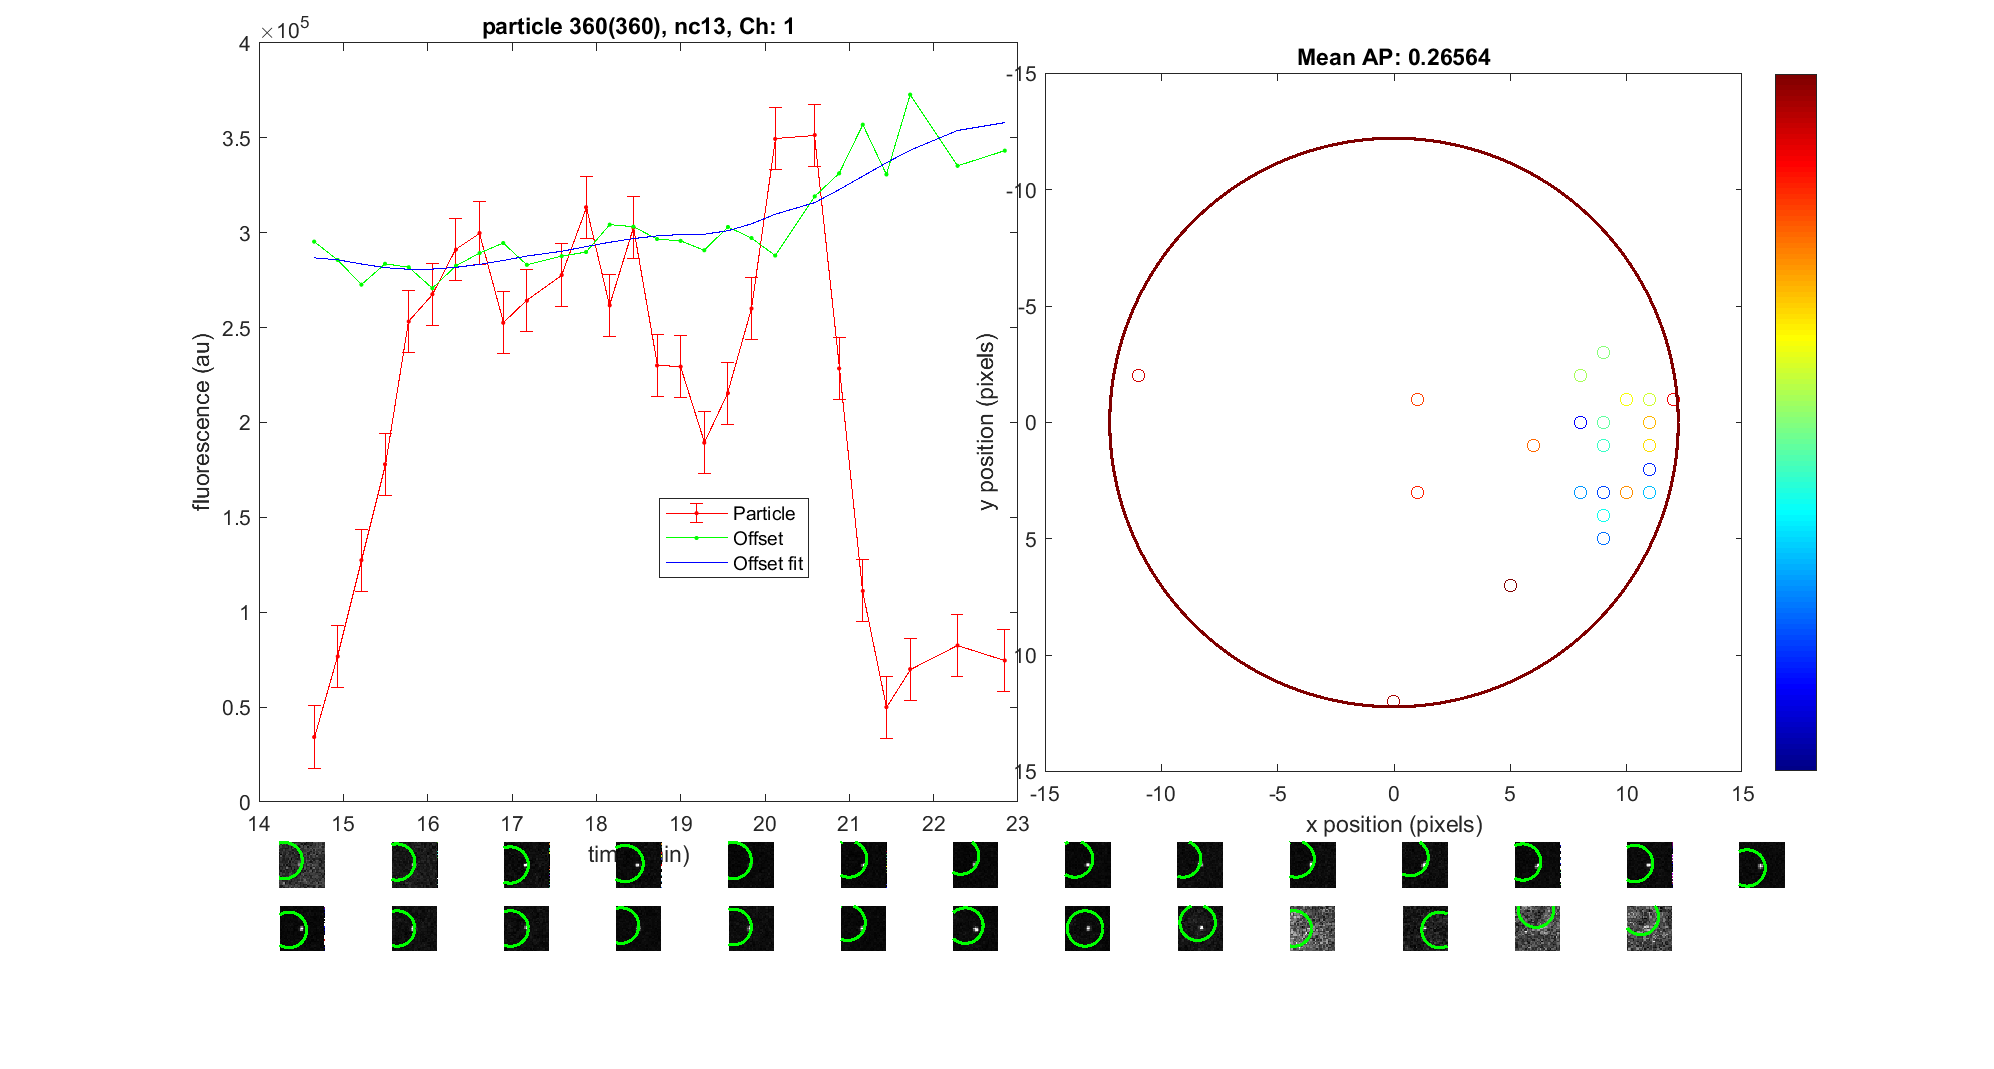 particle 360(360), nc13, Ch: 1
×10^5
4
3.5
3
2.5
2
1.5
1
0.5
0
fluorescence (au)
14 15 16 17 18 19 20 21 22 23
Particle
Offset
Offset fit
Mean AP: 0.26564
-15
-10
-5
0
5
10
15
y position (pixels)
-15 -10 -5 0 5 10 15
x position (pixels)